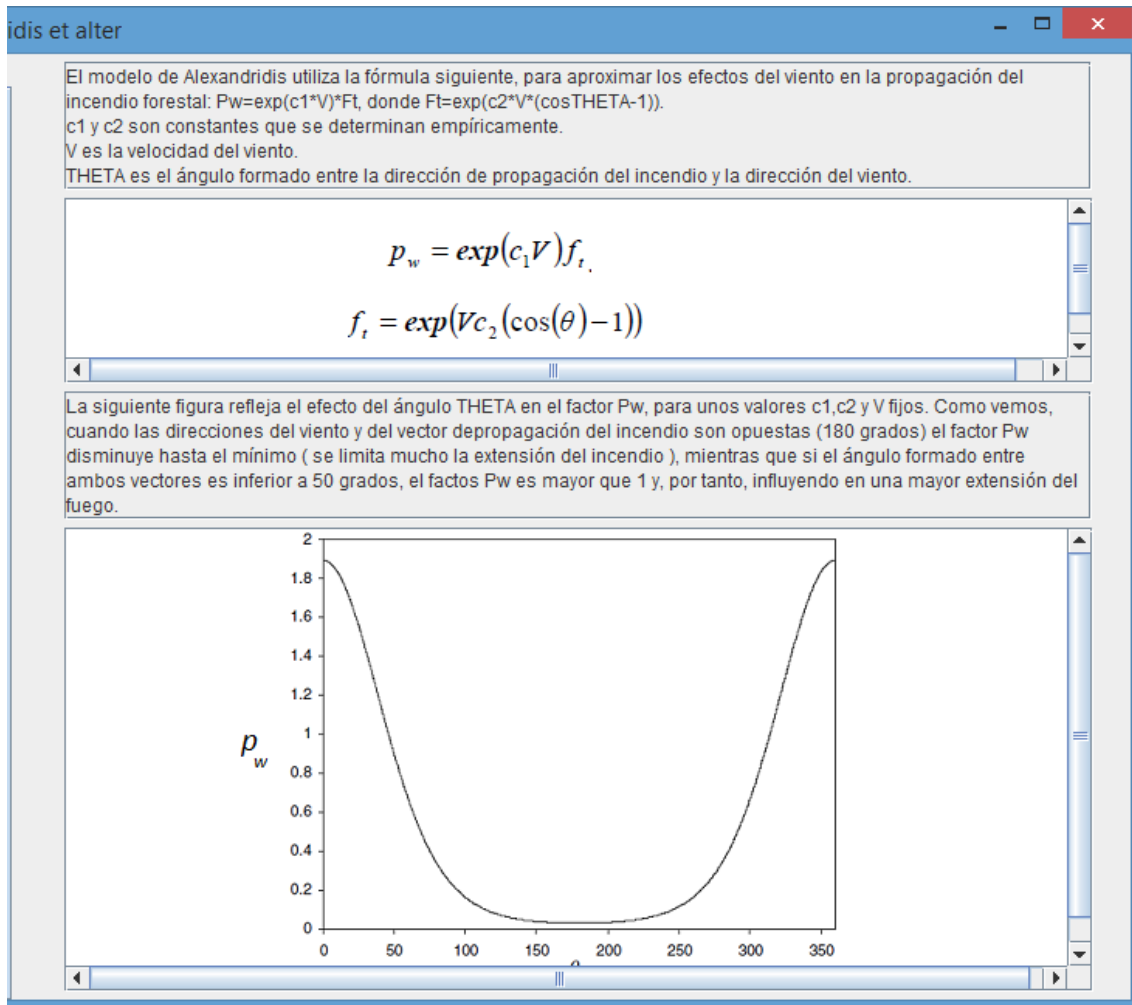 idis et alter
El modelo de Alexandridis utiliza la fórmula siguiente, para aproximar los efectos del viento en la propagación del
incendio forestal: Pw=exp(c1*V)*Ft, donde Ft=exp(c2*V*(cosTHETA-1)).
c1 y c2 son constantes que se determinan empíricamente.
V es la velocidad del viento.
THETA es el ángulo formado entre la dirección de propagación del incendio y la dirección del viento.
p_w = exp(c_1V)f_t.
f_t = exp(Vc_2(cos(θ)−1))
La siguiente figura refleja el efecto del ángulo THETA en el factor Pw, para unos valores c1,c2 y V fijos. Como vemos,
cuando las direcciones del viento y del vector depropagación del incendio son opuestas (180 grados) el factor Pw
disminuye hasta el mínimo ( se limita mucho la extensión del incendio ), mientras que si el ángulo formado entre
ambos vectores es inferior a 50 grados, el factos Pw es mayor que 1 y, por tanto, influyendo en una mayor extensión del
fuego.
2
1.8
1.6
1.4
1.2
1
0.8
0.6
0.4
0.2
0
p_w
0 50 100 150 200 250 300 350